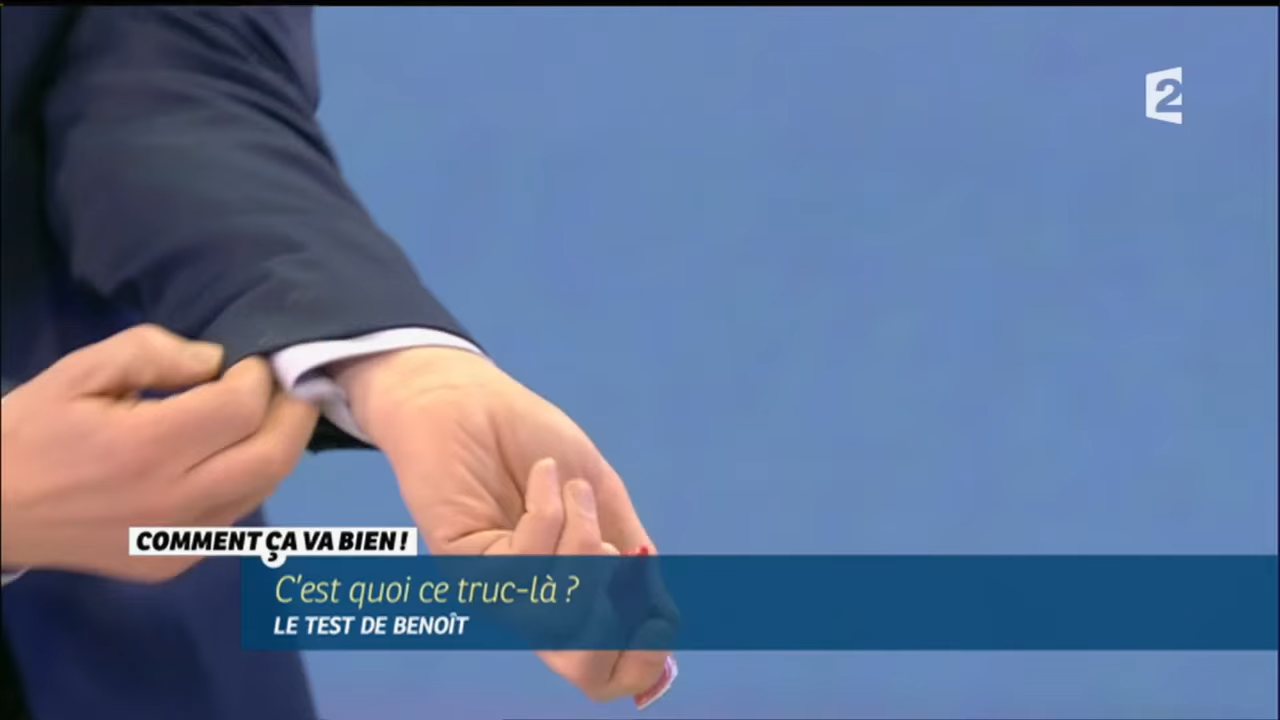 2
COMMENT ÇA VA BIEN !
C'est quoi ce truc-là ?
LE TEST DE BENOÎT